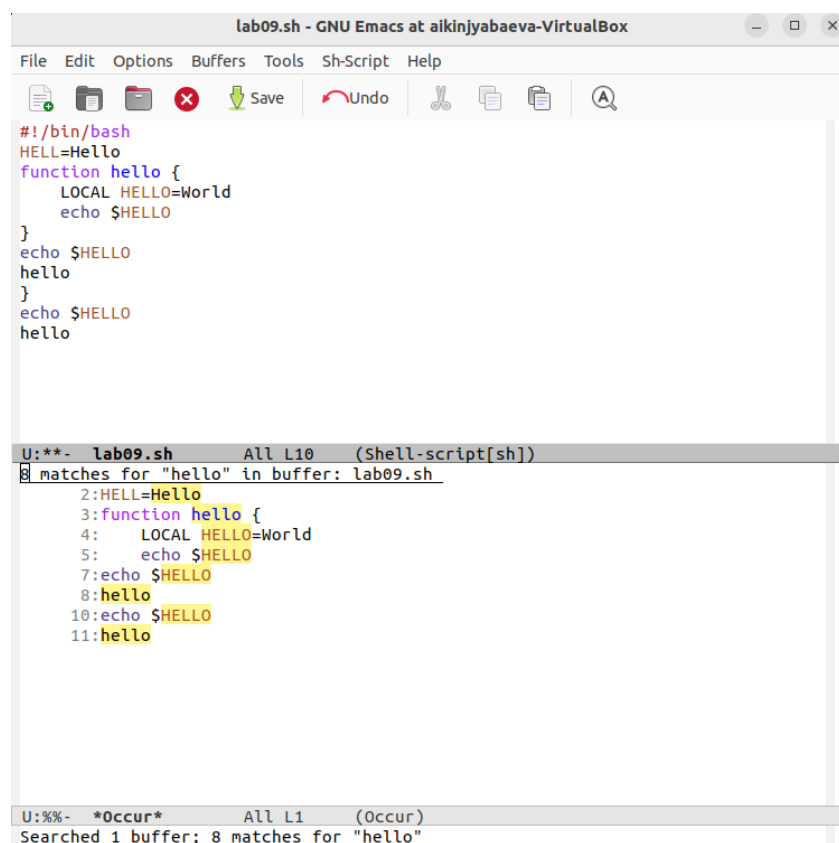 lab09.sh - GNU Emacs at aikinjyabaeva-VirtualBox
File Edit Options Buffers Tools Sh-Script Help
Save Undo
#!/bin/bash
HELL=Hello
function hello {
    LOCAL HELLO=World
    echo $HELLO
}
echo $HELLO
hello
}
echo $HELLO
hello
U:**- lab09.sh All L10 (Shell-script[sh])
8 matches for "hello" in buffer: lab09.sh
2:HELL=Hello
3:function hello {
4:    LOCAL HELLO=World
5:    echo $HELLO
7:echo $HELLO
8:hello
10:echo $HELLO
11:hello
U:%%- *Occur* All L1 (Occur)
Searched 1 buffer; 8 matches for "hello"